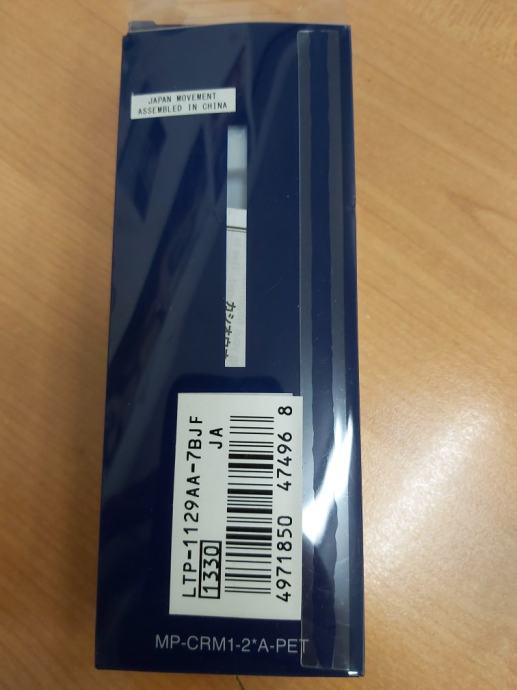 JAPAN MOVEMENT
ASSEMBLED IN CHINA
LTP-1129AA-7BJF
JA
1330
4971850 47496 8
MP-CRM1-2*A-PET